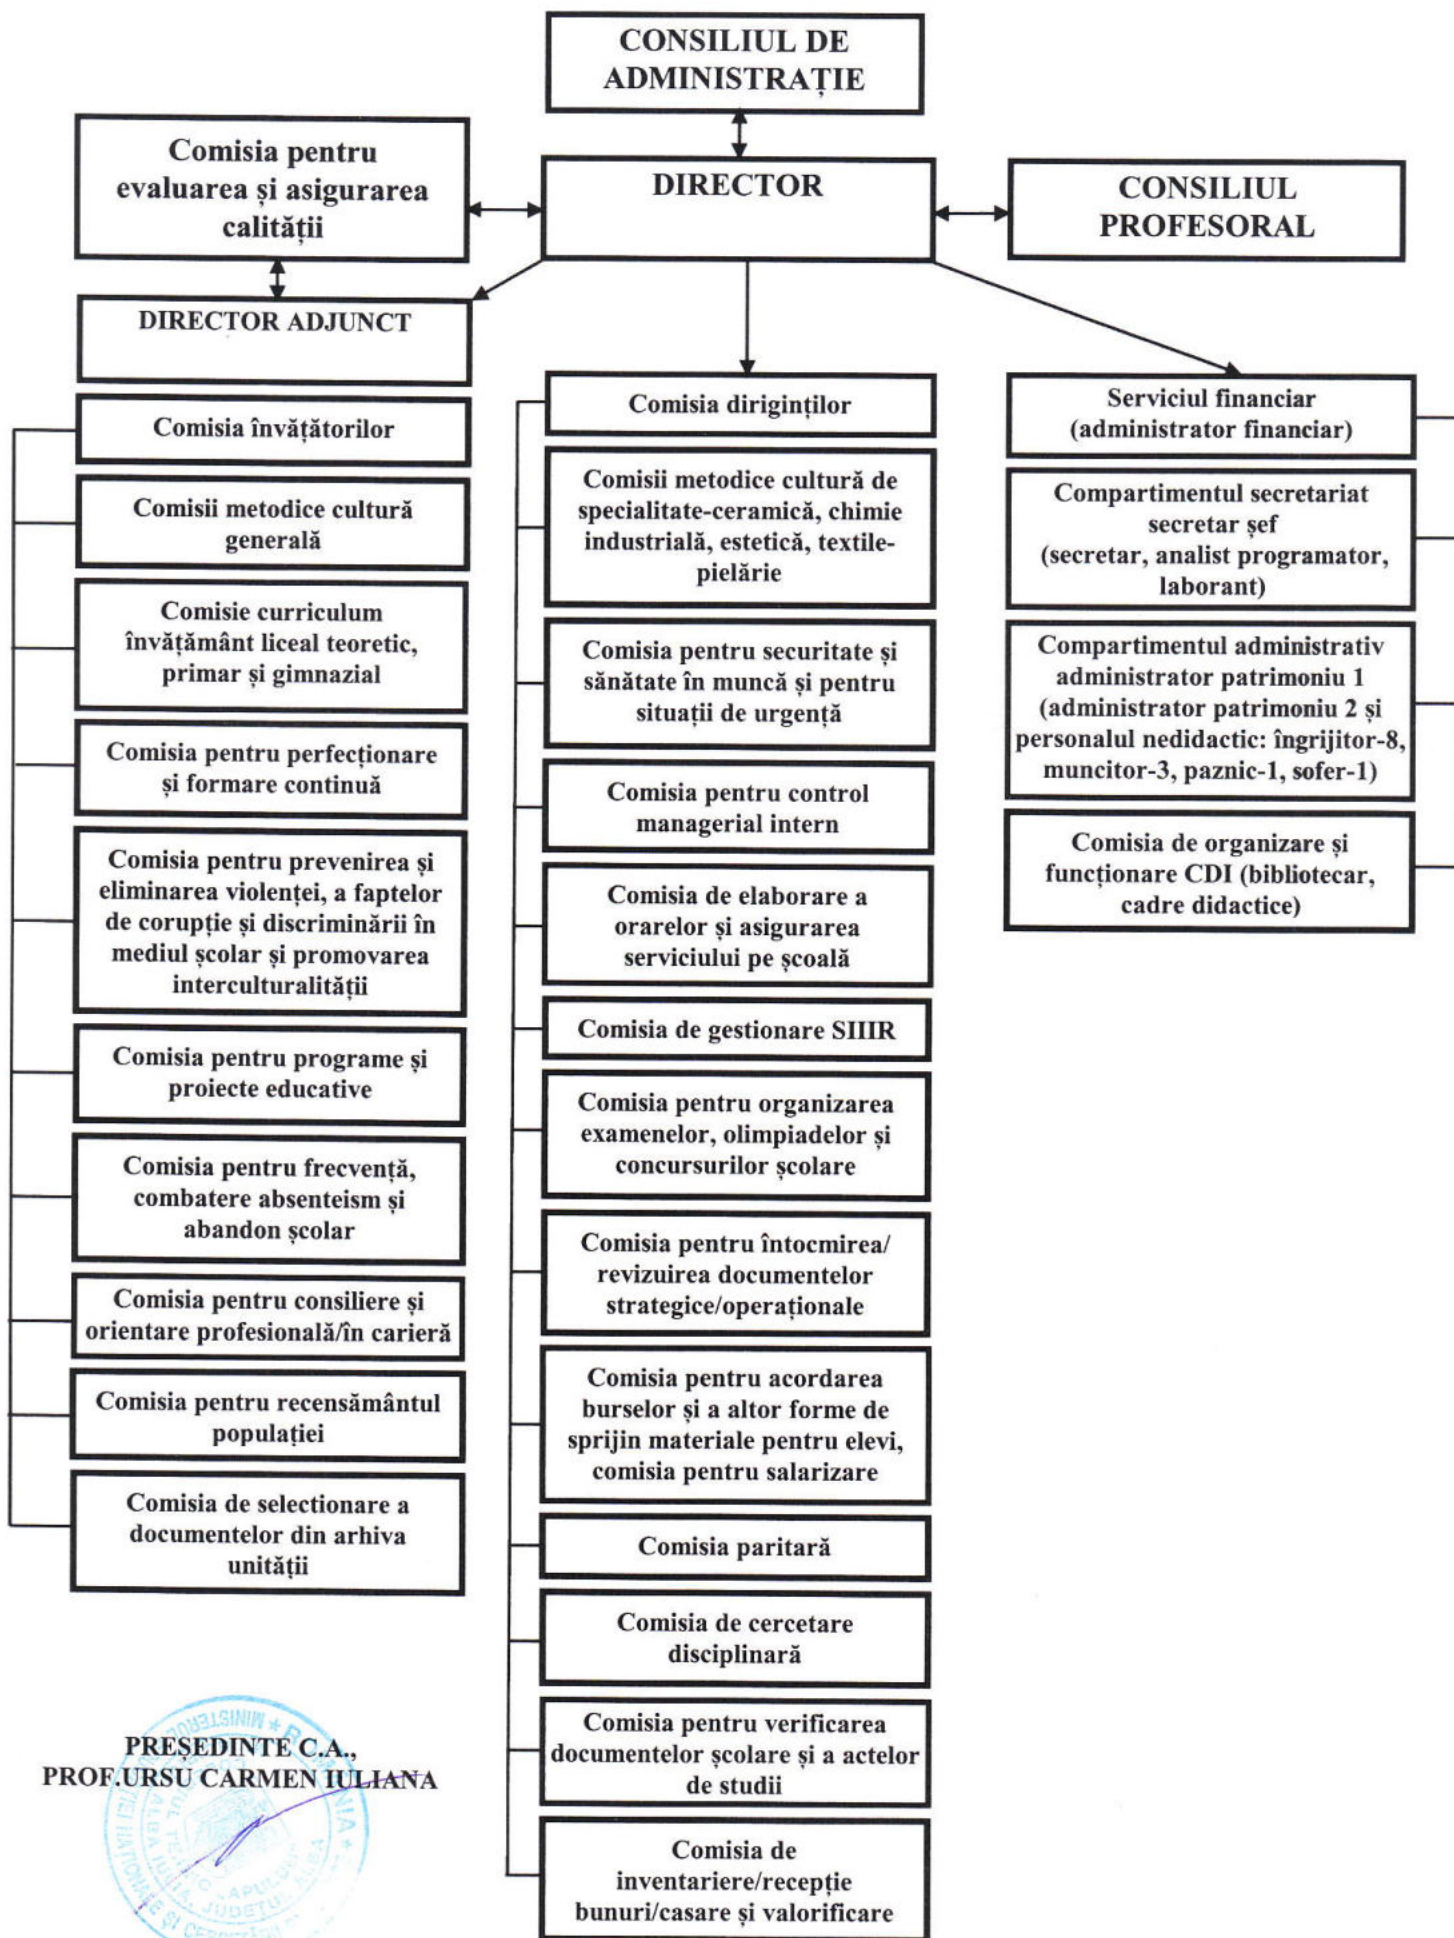 CONSILIUL DE
ADMINISTRAȚIE
Comisia pentru
evaluarea și asigurarea
calității
DIRECTOR
CONSILIUL
PROFESORAL
DIRECTOR ADJUNCT
Comisia învățătorilor
Comisii metodice cultură
generală
Comisie curriculum
învățământ liceal teoretic,
primar și gimnazial
Comisia pentru perfecționare
și formare continuă
Comisia pentru prevenirea și
eliminarea violenței, a faptelor
de corupție și discriminării în
mediul școlar și promovarea
interculturalității
Comisia pentru programe și
proiecte educative
Comisia pentru frecvență,
combatere absenteism și
abandon școlar
Comisia pentru consiliere și
orientare profesională/în carieră
Comisia pentru recensământul
populației
Comisia de selectionare a
documentelor din arhiva
unității
Comisia diriginților
Comisii metodice cultură de
specialitate-ceramică, chimie
industrială, estetică, textile-
pielărie
Comisia pentru securitate și
sănătate în muncă și pentru
situații de urgență
Comisia pentru control
managerial intern
Comisia de elaborare a
orarelor și asigurarea
serviciului pe școală
Comisia de gestionare SIIIR
Comisia pentru organizarea
examenelor, olimpiadelor și
concursurilor școlare
Comisia pentru întocmirea/
revizuirea documentelor
strategice/operaționale
Comisia pentru acordarea
burselor și a altor forme de
sprijin materiale pentru elevi,
comisia pentru salarizare
Comisia paritară
Comisia de cercetare
disciplinară
Comisia pentru verificarea
documentelor școlare și a actelor
de studii
Comisia de
inventariere/recepție
bunuri/casare și valorificare
Serviciul financiar
(administrator financiar)
Compartimentul secretariat
secretar șef
(secretar, analist programator,
laborant)
Compartimentul administrativ
administrator patrimoniu 1
(administrator patrimoniu 2 și
personalul nedidactic: îngrijitor-8,
muncitor-3, paznic-1, sofer-1)
Comisia de organizare și
funcționare CDI (bibliotecar,
cadre didactice)
PREȘEDINTE C.A.,
PROF.URSU CARMEN IULIANA
ROMÂNIA
ALBA IULIA, JUDEȚUL ALBA